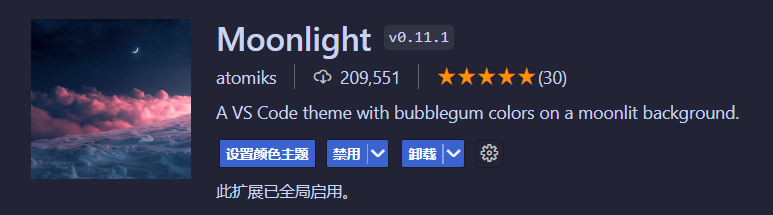 Moonlight v0.11.1
atomiks 209,551 ★★★★★(30)
A VS Code theme with bubblegum colors on a moonlit background.
设置颜色主题 禁用 卸载
此扩展已全局启用。